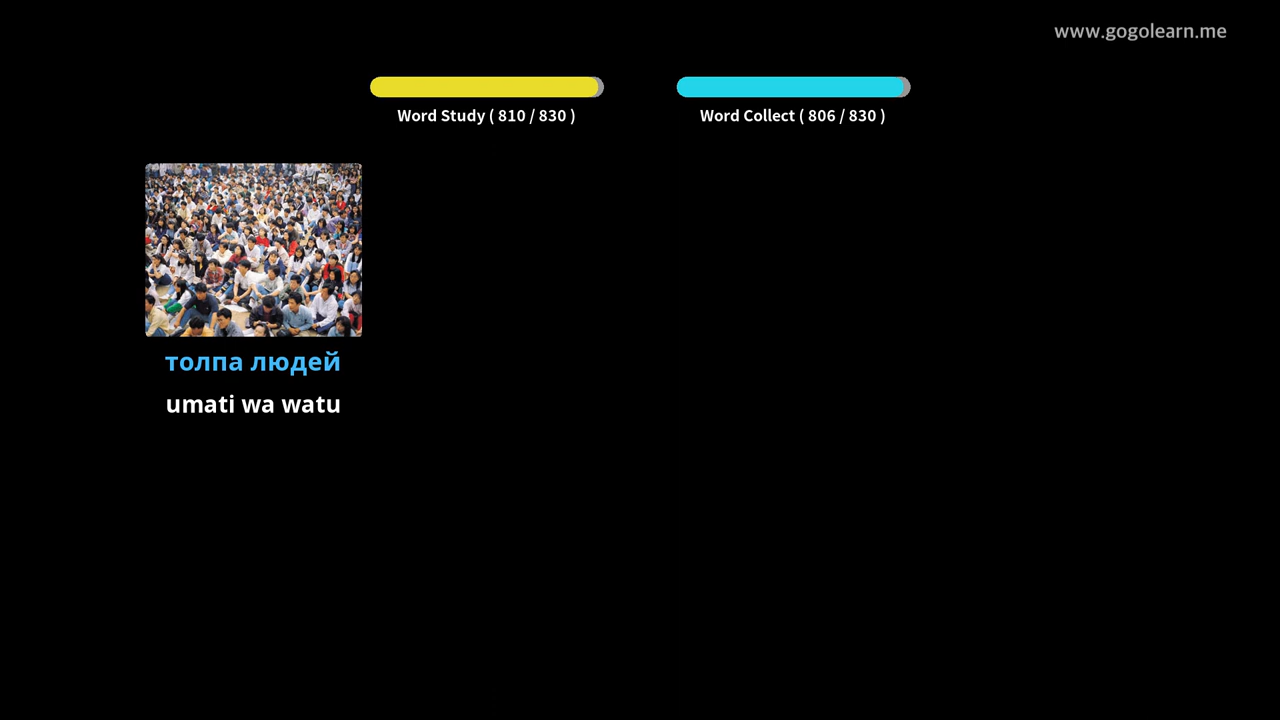 www.gogolearn.me
Word Study ( 810 / 830 )
Word Collect ( 806 / 830 )
толпа людей
umati wa watu